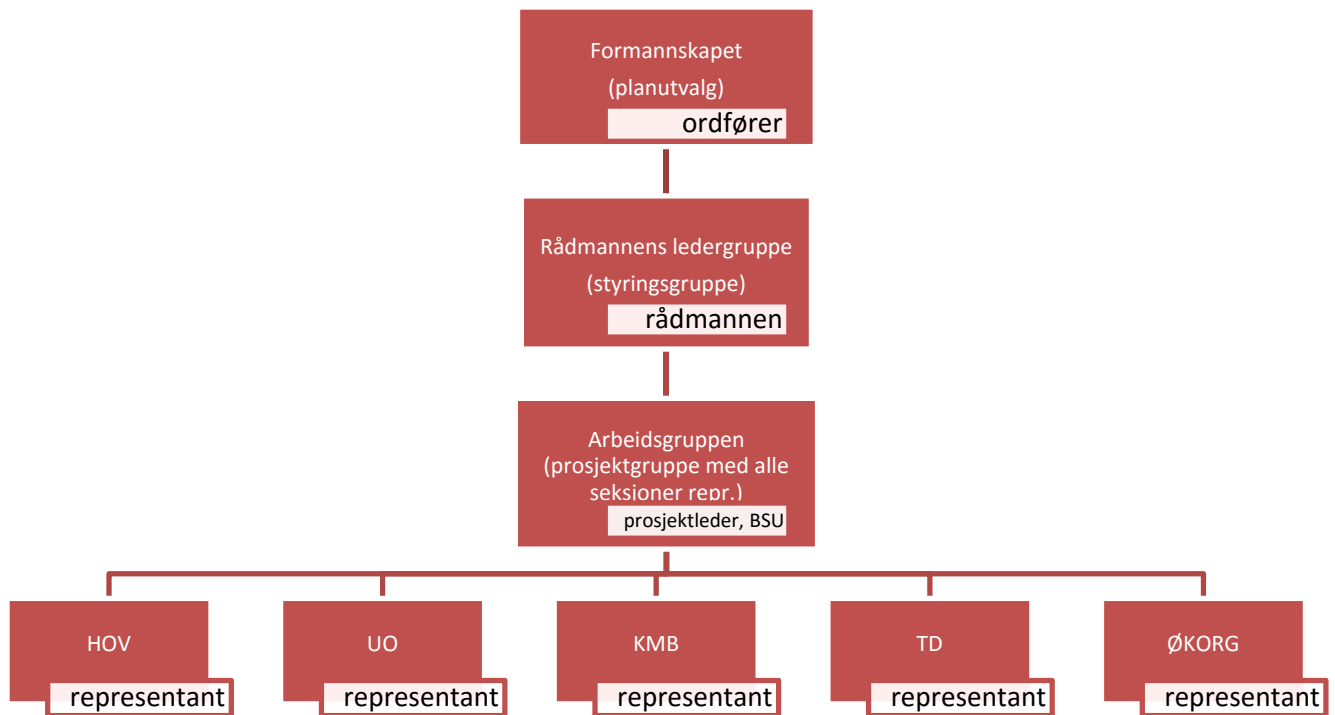 Formannskapet
(planutvalg)
ordfører
Rådmannens ledergruppe
(styringsgruppe)
rådmannen
Arbeidsgruppen
(prosjektgruppe med alle
seksjoner repr.)
prosjektleder, BSU
HOV
representant
UO
representant
KMB
representant
TD
representant
ØKORG
representant